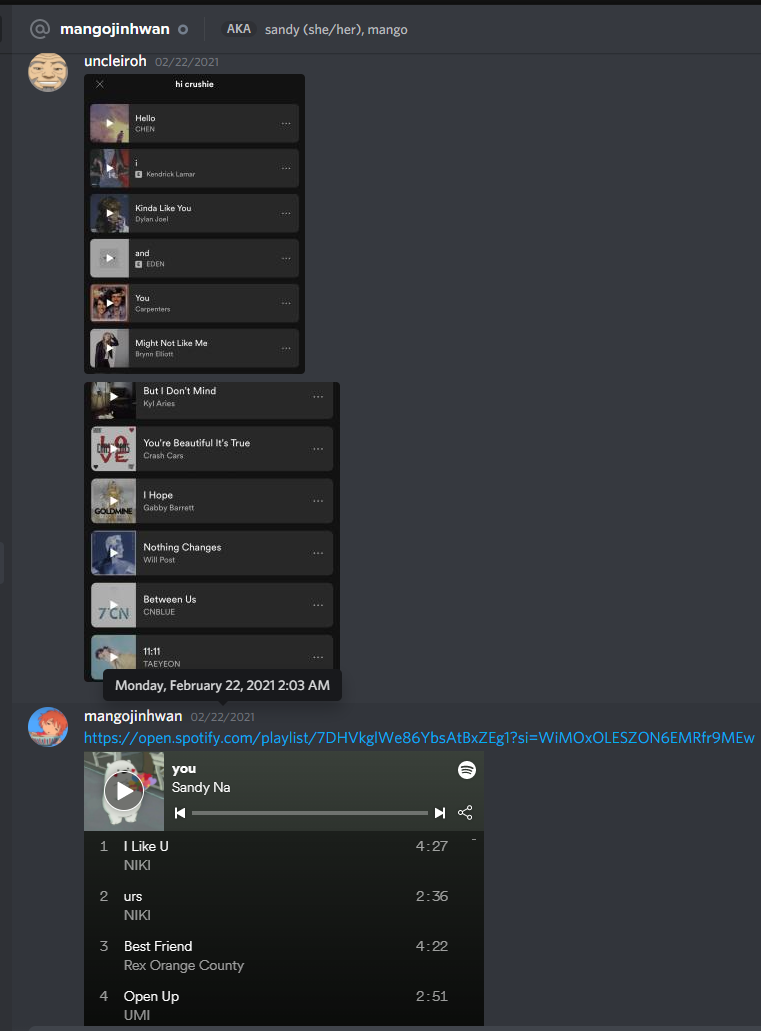 mangojinhwan AKA sandy (she/her), mango
uncleiroh 02/22/2021
hi crushie
Hello
CHEN
i
E Kendrick Lamar
Kinda Like You
Dylan Joel
and
E EDEN
You
Carpenters
Might Not Like Me
Brynn Elliott
But I Don't Mind
Kyl Aries
You're Beautiful It's True
Crash Cars
I Hope
Gabby Barrett
GOLDMINE
Nothing Changes
Will Post
Between Us
CNBLUE
7°CN
11:11
TAEYEON
Monday, February 22, 2021 2:03 AM
mangojinhwan 02/22/2021
https://open.spotify.com/playlist/7DHVkglWe86YbsAtBxZEg1?si=WiMOxOLESZON6EMRfr9MEw
you
Sandy Na
1 I Like U 4:27
NIKI
2 urs 2:36
NIKI
3 Best Friend 4:22
Rex Orange County
4 Open Up 2:51
UMI